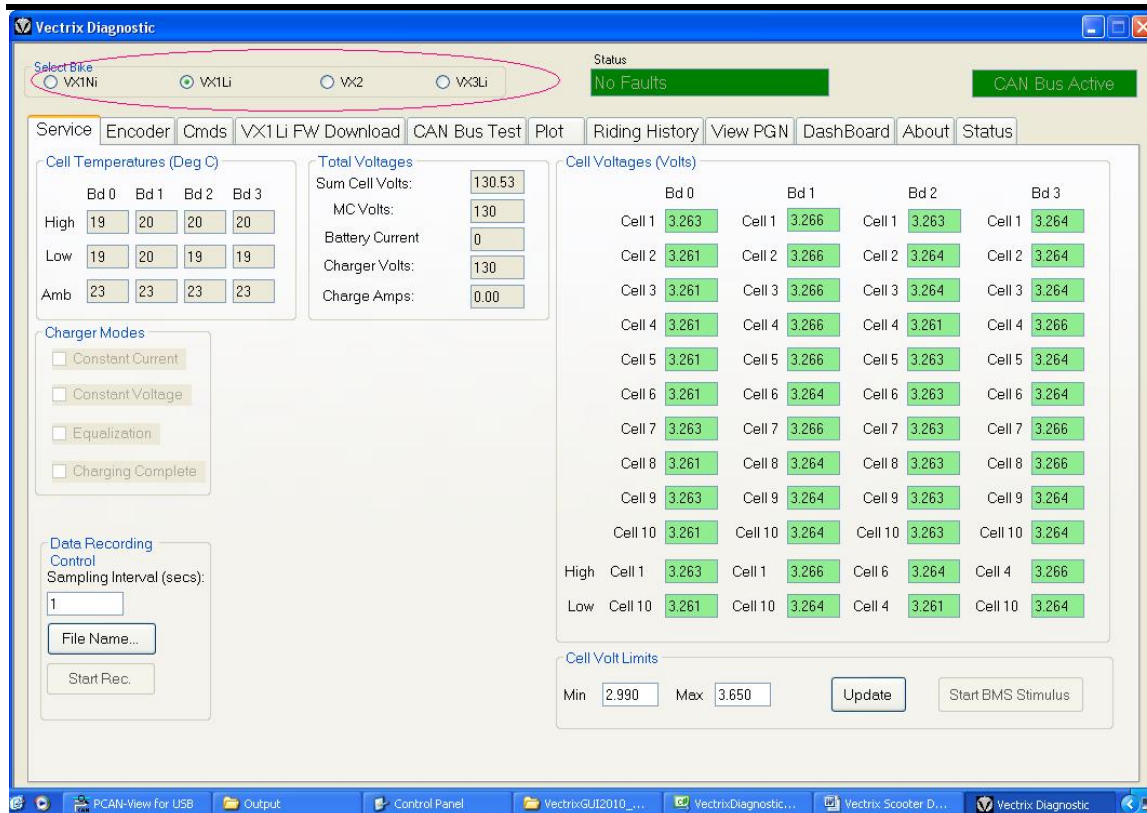 Vectrix Diagnostic
Select Bike
VX1Ni VX1Li VX2 VX3Li
Status
No Faults
CAN Bus Active
Service Encoder Cmds VX1Li FW Download CAN Bus Test Plot Riding History View PGN DashBoard About Status
Cell Temperatures (Deg C)
Bd 0 Bd 1 Bd 2 Bd 3
High 19 20 20 20
Low 19 20 19 19
Amb 23 23 23 23
Total Voltages
Sum Cell Volts: 130.53
MC Volts: 130
Battery Current 0
Charger Volts: 130
Charge Amps: 0.00
Charger Modes
Constant Current
Constant Voltage
Equalization
Charging Complete
Data Recording
Control
Sampling Interval (secs):
1
File Name...
Start Rec.
Cell Voltages (Volts)
Bd 0 Bd 1 Bd 2 Bd 3
Cell 1 3.263 Cell 1 3.266 Cell 1 3.263 Cell 1 3.264
Cell 2 3.261 Cell 2 3.266 Cell 2 3.264 Cell 2 3.264
Cell 3 3.261 Cell 3 3.266 Cell 3 3.264 Cell 3 3.264
Cell 4 3.261 Cell 4 3.266 Cell 4 3.261 Cell 4 3.266
Cell 5 3.261 Cell 5 3.266 Cell 5 3.263 Cell 5 3.264
Cell 6 3.261 Cell 6 3.264 Cell 6 3.263 Cell 6 3.264
Cell 7 3.263 Cell 7 3.266 Cell 7 3.263 Cell 7 3.266
Cell 8 3.261 Cell 8 3.264 Cell 8 3.263 Cell 8 3.266
Cell 9 3.263 Cell 9 3.264 Cell 9 3.263 Cell 9 3.264
Cell 10 3.261 Cell 10 3.264 Cell 10 3.263 Cell 10 3.264
High Cell 1 3.263 Cell 1 3.266 Cell 6 3.264 Cell 4 3.266
Low Cell 10 3.261 Cell 10 3.264 Cell 4 3.261 Cell 10 3.264
Cell Volt Limits
Min 2.990 Max 3.650 Update Start BMS Stimulus
PCAN-View for USB Output Control Panel VectrixGUI2010_... VectrixDiagnostic... Vectrix Scooter D... Vectrix Diagnostic